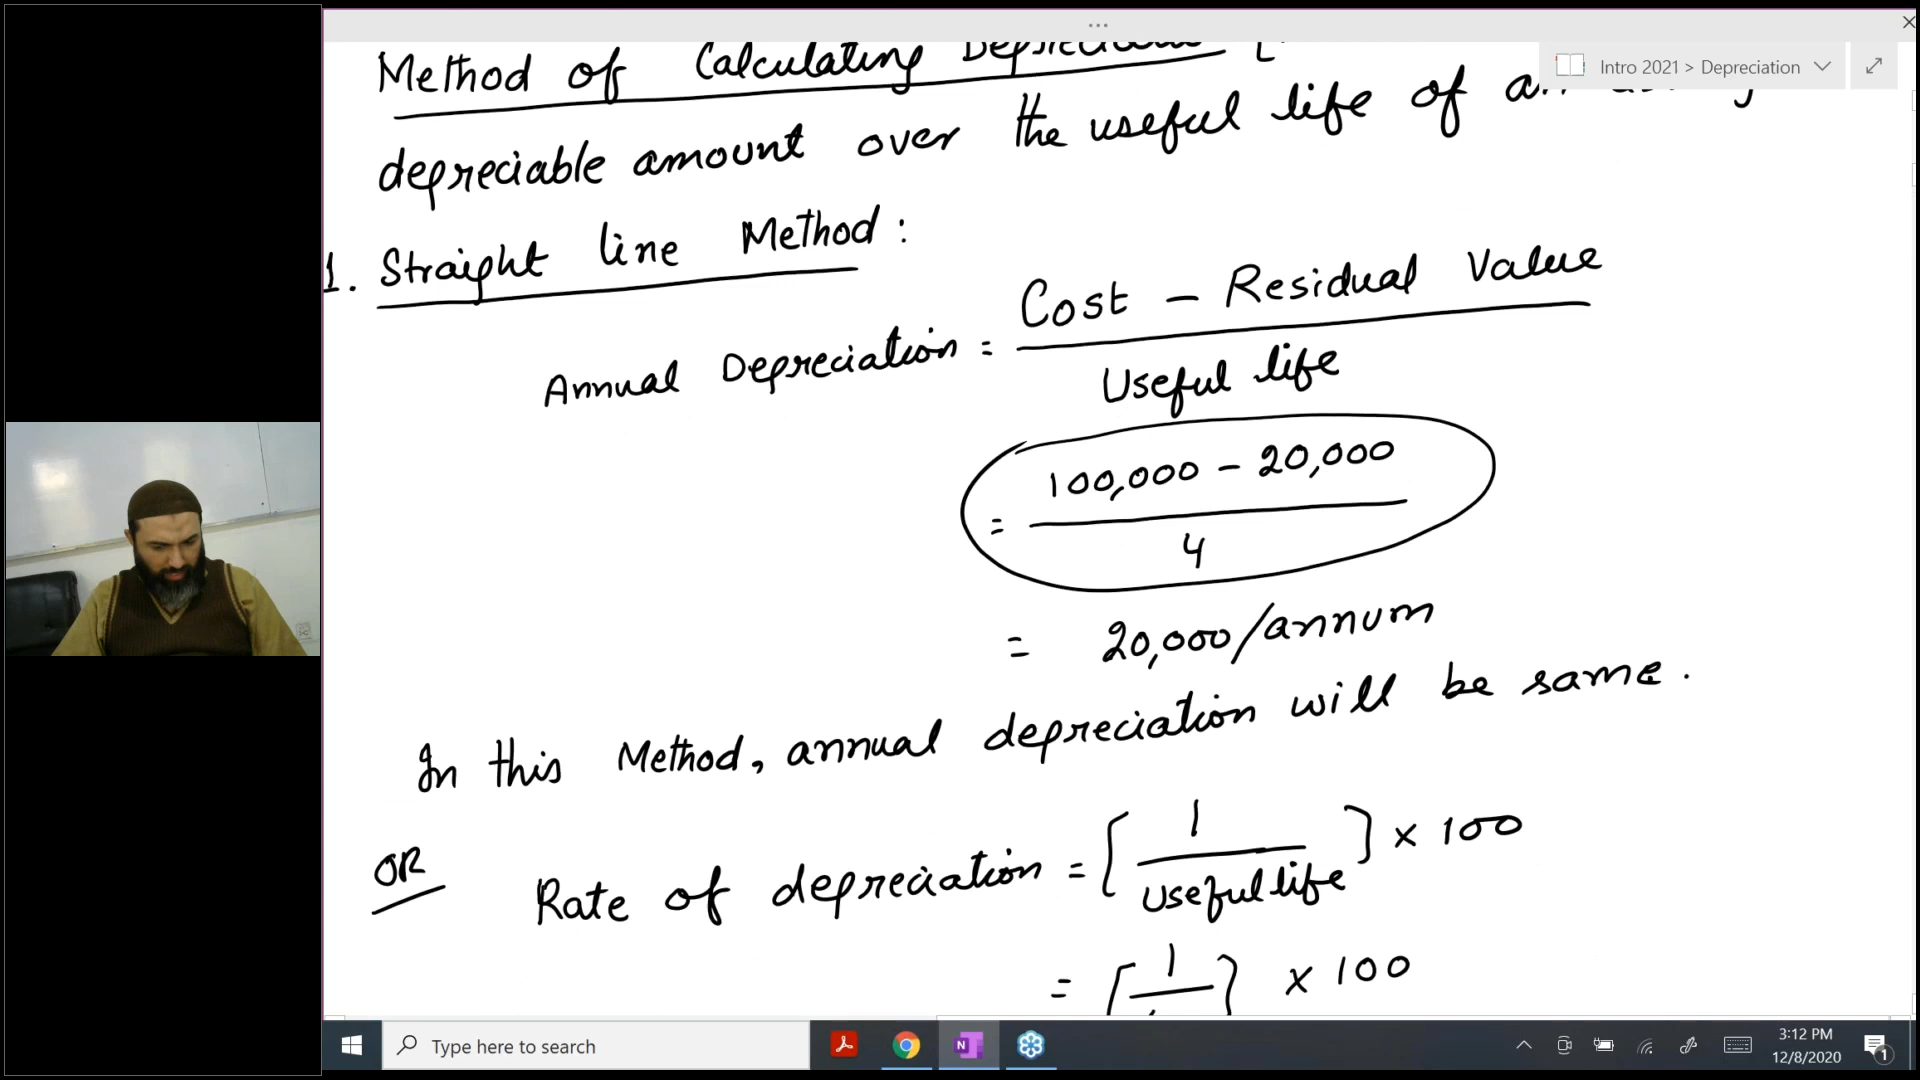 Intro 2021 > Depreciation
Method of Calculating
depreciable amount over the useful life of
1. Straight line Method :
Annual Depreciation = Cost – Residual Value
Useful life
= 100,000 – 20,000
4
= 20,000/annum
In this Method, annual depreciation will be same.
OR Rate of depreciation = [ 1
Useful life ] × 100
= [ 1 ] × 100
Type here to search
3:12 PM
12/8/2020
1